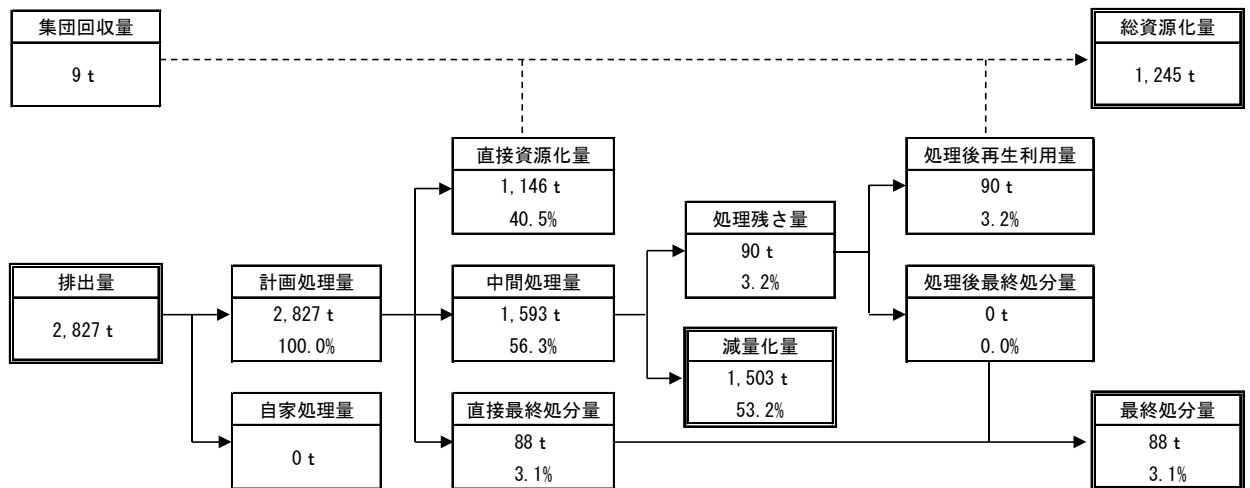 集団回収量
9 t
総資源化量
1,245 t
直接資源化量
1,146 t
40.5%
処理後再生利用量
90 t
3.2%
処理残さ量
90 t
3.2%
排出量
2,827 t
計画処理量
2,827 t
100.0%
中間処理量
1,593 t
56.3%
処理後最終処分量
0 t
0.0%
減量化量
1,503 t
53.2%
自家処理量
0 t
直接最終処分量
88 t
3.1%
最終処分量
88 t
3.1%